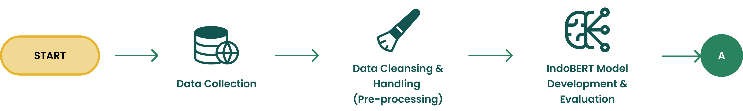 START
Data Collection
Data Cleansing &
Handling
(Pre-processing)
IndoBERT Model
Development &
Evaluation
A